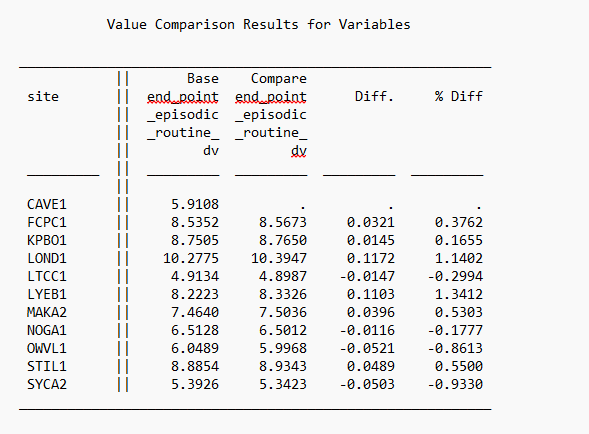 Value Comparison Results for Variables
|| Base Compare
site || end_point end_point Diff. % Diff
|| _episodic _episodic
|| _routine_ _routine_
|| dv dv
CAVE1 || 5.9108 . . .
FCPC1 || 8.5352 8.5673 0.0321 0.3762
KPBO1 || 8.7505 8.7650 0.0145 0.1655
LOND1 || 10.2775 10.3947 0.1172 1.1402
LTCC1 || 4.9134 4.8987 -0.0147 -0.2994
LYEB1 || 8.2223 8.3326 0.1103 1.3412
MAKA2 || 7.4640 7.5036 0.0396 0.5303
NOGA1 || 6.5128 6.5012 -0.0116 -0.1777
OWVL1 || 6.0489 5.9968 -0.0521 -0.8613
STIL1 || 8.8854 8.9343 0.0489 0.5500
SYCA2 || 5.3926 5.3423 -0.0503 -0.9330